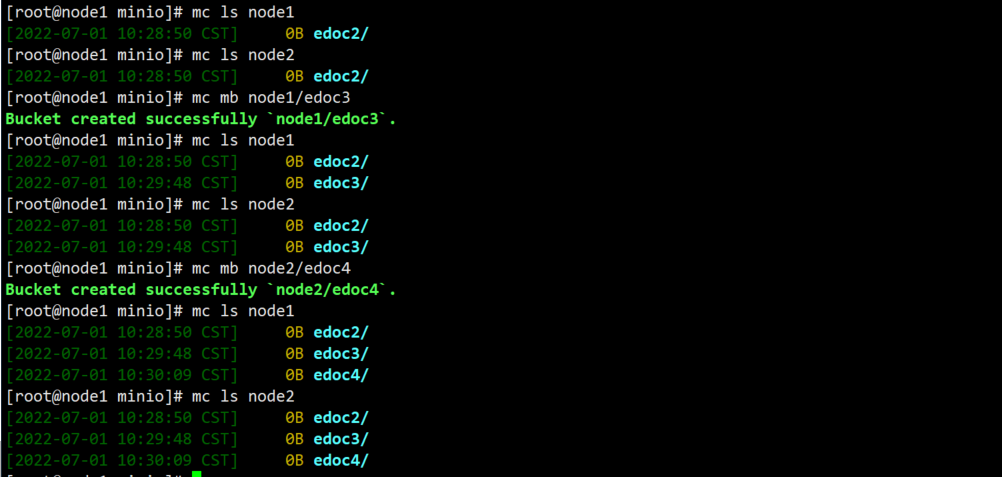 [root@node1 minio]# mc ls node1
[2022-07-01 10:28:50 CST]     0B edoc2/
[root@node1 minio]# mc ls node2
[2022-07-01 10:28:50 CST]     0B edoc2/
[root@node1 minio]# mc mb node1/edoc3
Bucket created successfully `node1/edoc3`.
[root@node1 minio]# mc ls node1
[2022-07-01 10:28:50 CST]     0B edoc2/
[2022-07-01 10:29:48 CST]     0B edoc3/
[root@node1 minio]# mc ls node2
[2022-07-01 10:28:50 CST]     0B edoc2/
[2022-07-01 10:29:48 CST]     0B edoc3/
[root@node1 minio]# mc mb node2/edoc4
Bucket created successfully `node2/edoc4`.
[root@node1 minio]# mc ls node1
[2022-07-01 10:28:50 CST]     0B edoc2/
[2022-07-01 10:29:48 CST]     0B edoc3/
[2022-07-01 10:30:09 CST]     0B edoc4/
[root@node1 minio]# mc ls node2
[2022-07-01 10:28:50 CST]     0B edoc2/
[2022-07-01 10:29:48 CST]     0B edoc3/
[2022-07-01 10:30:09 CST]     0B edoc4/